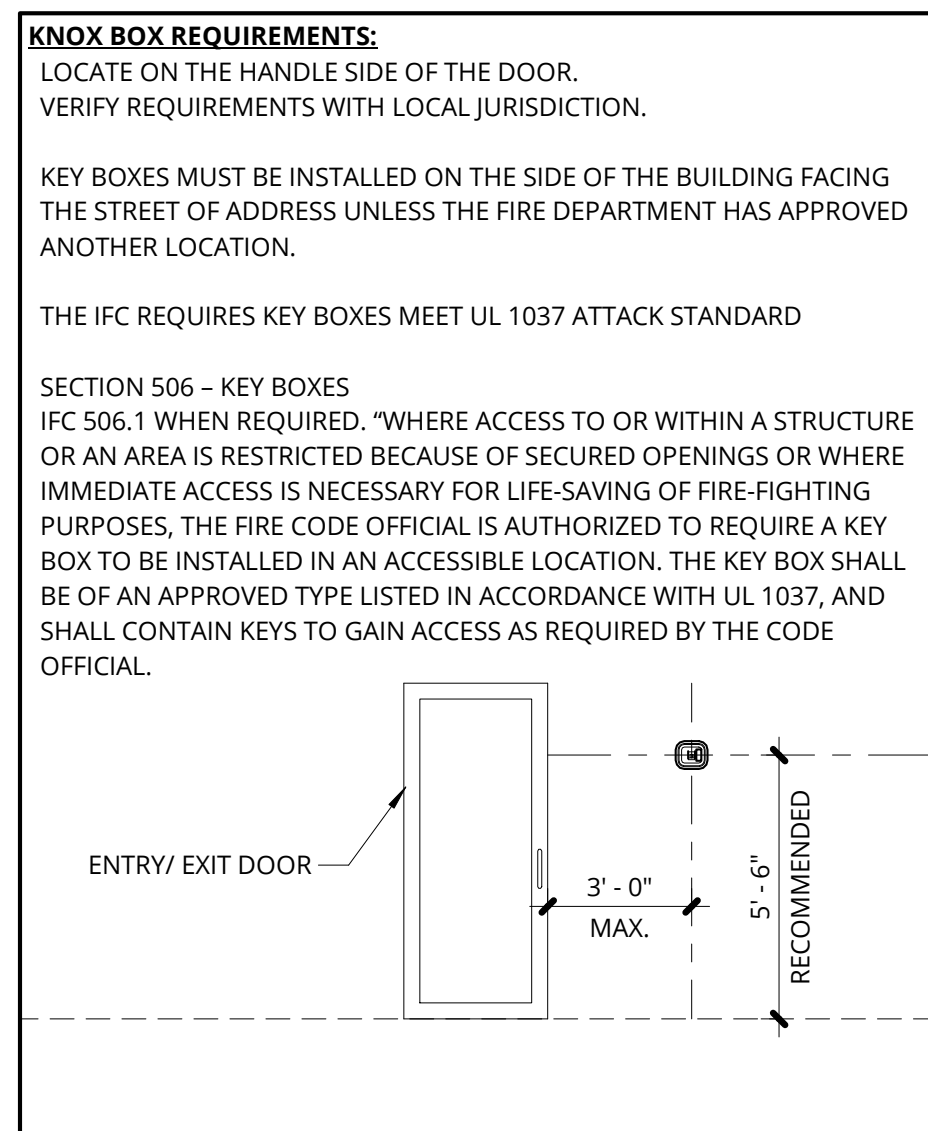 KNOX BOX REQUIREMENTS:
LOCATE ON THE HANDLE SIDE OF THE DOOR.
VERIFY REQUIREMENTS WITH LOCAL JURISDICTION.
KEY BOXES MUST BE INSTALLED ON THE SIDE OF THE BUILDING FACING
THE STREET OF ADDRESS UNLESS THE FIRE DEPARTMENT HAS APPROVED
ANOTHER LOCATION.
THE IFC REQUIRES KEY BOXES MEET UL 1037 ATTACK STANDARD
SECTION 506 – KEY BOXES
IFC 506.1 WHEN REQUIRED. “WHERE ACCESS TO OR WITHIN A STRUCTURE
OR AN AREA IS RESTRICTED BECAUSE OF SECURED OPENINGS OR WHERE
IMMEDIATE ACCESS IS NECESSARY FOR LIFE-SAVING OF FIRE-FIGHTING
PURPOSES, THE FIRE CODE OFFICIAL IS AUTHORIZED TO REQUIRE A KEY
BOX TO BE INSTALLED IN AN ACCESSIBLE LOCATION. THE KEY BOX SHALL
BE OF AN APPROVED TYPE LISTED IN ACCORDANCE WITH UL 1037, AND
SHALL CONTAIN KEYS TO GAIN ACCESS AS REQUIRED BY THE CODE
OFFICIAL.
ENTRY/ EXIT DOOR
3' - 0"
MAX.
5' - 6"
RECOMMENDED